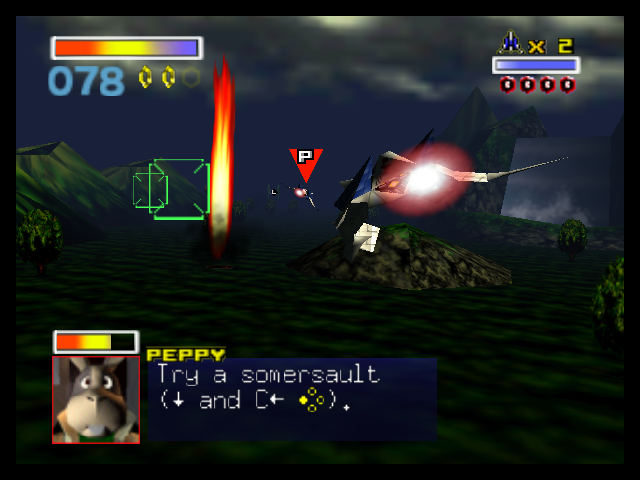 x 2
078
P
PEPPY
Try a somersault
(↓ and C←).